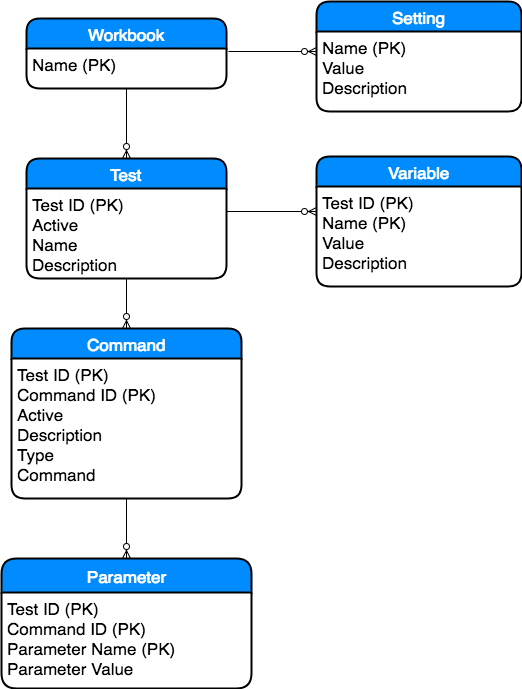 Workbook
Name (PK)
Setting
Name (PK)
Value
Description
Test
Test ID (PK)
Active
Name
Description
Variable
Test ID (PK)
Name (PK)
Value
Description
Command
Test ID (PK)
Command ID (PK)
Active
Description
Type
Command
Parameter
Test ID (PK)
Command ID (PK)
Parameter Name (PK)
Parameter Value